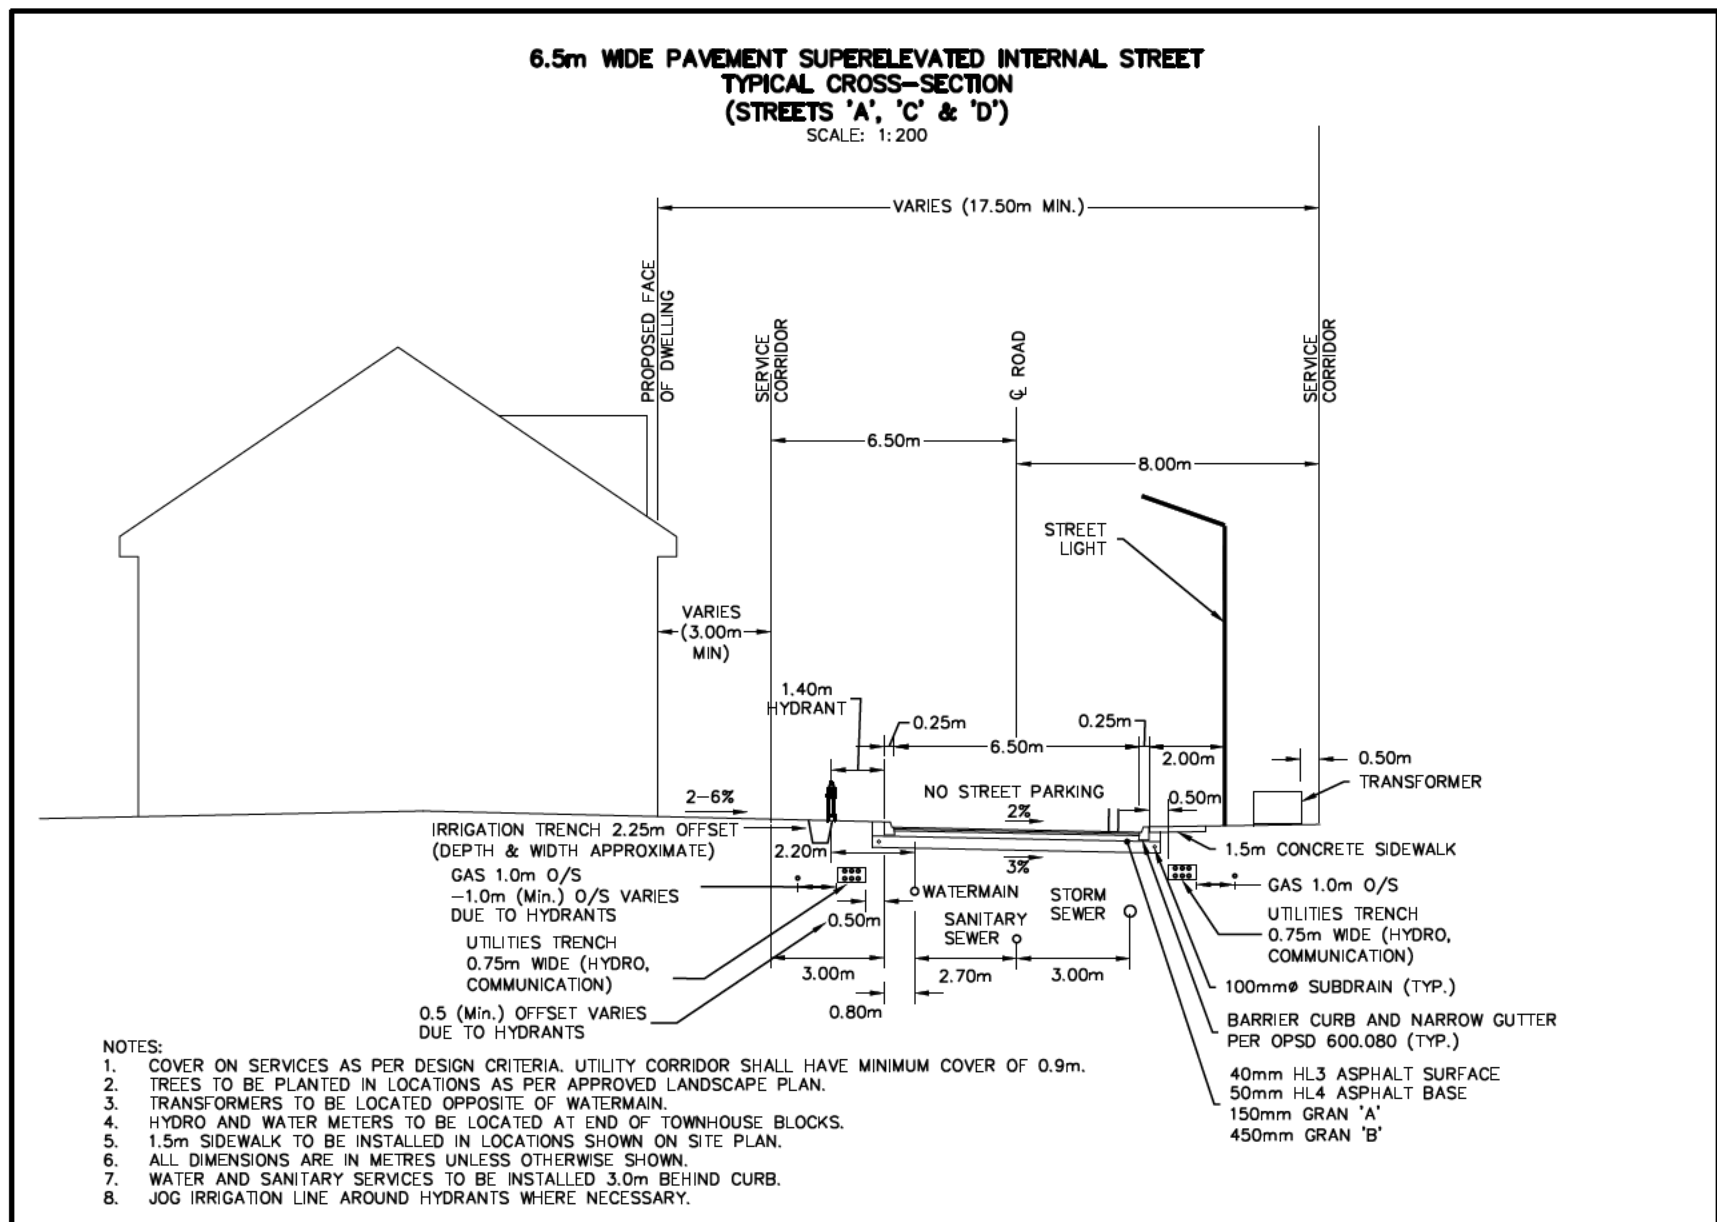 6.5m WIDE PAVEMENT SUPERELEVATED INTERNAL STREET
TYPICAL CROSS-SECTION
(STREETS 'A', 'C' & 'D')
SCALE: 1:200
VARIES (17.50m MIN.)
PROPOSED FACE
OF DWELLING
SERVICE
CORRIDOR
℄ ROAD
SERVICE
CORRIDOR
6.50m
8.00m
STREET
LIGHT
VARIES
(3.00m
MIN)
1.40m
HYDRANT
0.25m
0.25m
6.50m
2.00m
0.50m
TRANSFORMER
2-6%
NO STREET PARKING
0.50m
2%
IRRIGATION TRENCH 2.25m OFFSET
(DEPTH & WIDTH APPROXIMATE)
2.20m
3%
1.5m CONCRETE SIDEWALK
GAS 1.0m O/S
-1.0m (Min.) O/S VARIES
DUE TO HYDRANTS
WATERMAIN
STORM
SEWER
GAS 1.0m O/S
0.50m
SANITARY
SEWER
UTILITIES TRENCH
0.75m WIDE (HYDRO,
COMMUNICATION)
UTILITIES TRENCH
0.75m WIDE (HYDRO,
COMMUNICATION)
3.00m
2.70m
3.00m
100mmø SUBDRAIN (TYP.)
0.5 (Min.) OFFSET VARIES
DUE TO HYDRANTS
0.80m
BARRIER CURB AND NARROW GUTTER
PER OPSD 600.080 (TYP.)
40mm HL3 ASPHALT SURFACE
50mm HL4 ASPHALT BASE
150mm GRAN 'A'
450mm GRAN 'B'
NOTES:
1. COVER ON SERVICES AS PER DESIGN CRITERIA. UTILITY CORRIDOR SHALL HAVE MINIMUM COVER OF 0.9m.
2. TREES TO BE PLANTED IN LOCATIONS AS PER APPROVED LANDSCAPE PLAN.
3. TRANSFORMERS TO BE LOCATED OPPOSITE OF WATERMAIN.
4. HYDRO AND WATER METERS TO BE LOCATED AT END OF TOWNHOUSE BLOCKS.
5. 1.5m SIDEWALK TO BE INSTALLED IN LOCATIONS SHOWN ON SITE PLAN.
6. ALL DIMENSIONS ARE IN METRES UNLESS OTHERWISE SHOWN.
7. WATER AND SANITARY SERVICES TO BE INSTALLED 3.0m BEHIND CURB.
8. JOG IRRIGATION LINE AROUND HYDRANTS WHERE NECESSARY.